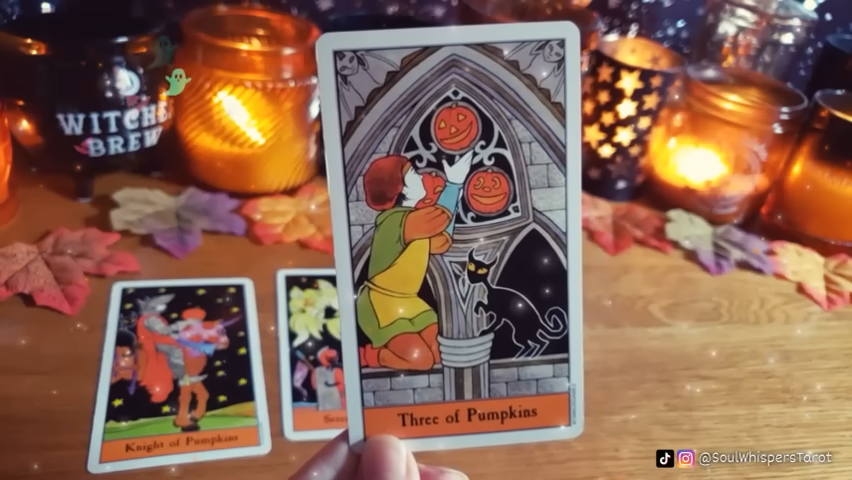 WITCHES
BREW
Three of Pumpkins
Knight of Pumpkins
@SoulWhispersTarot